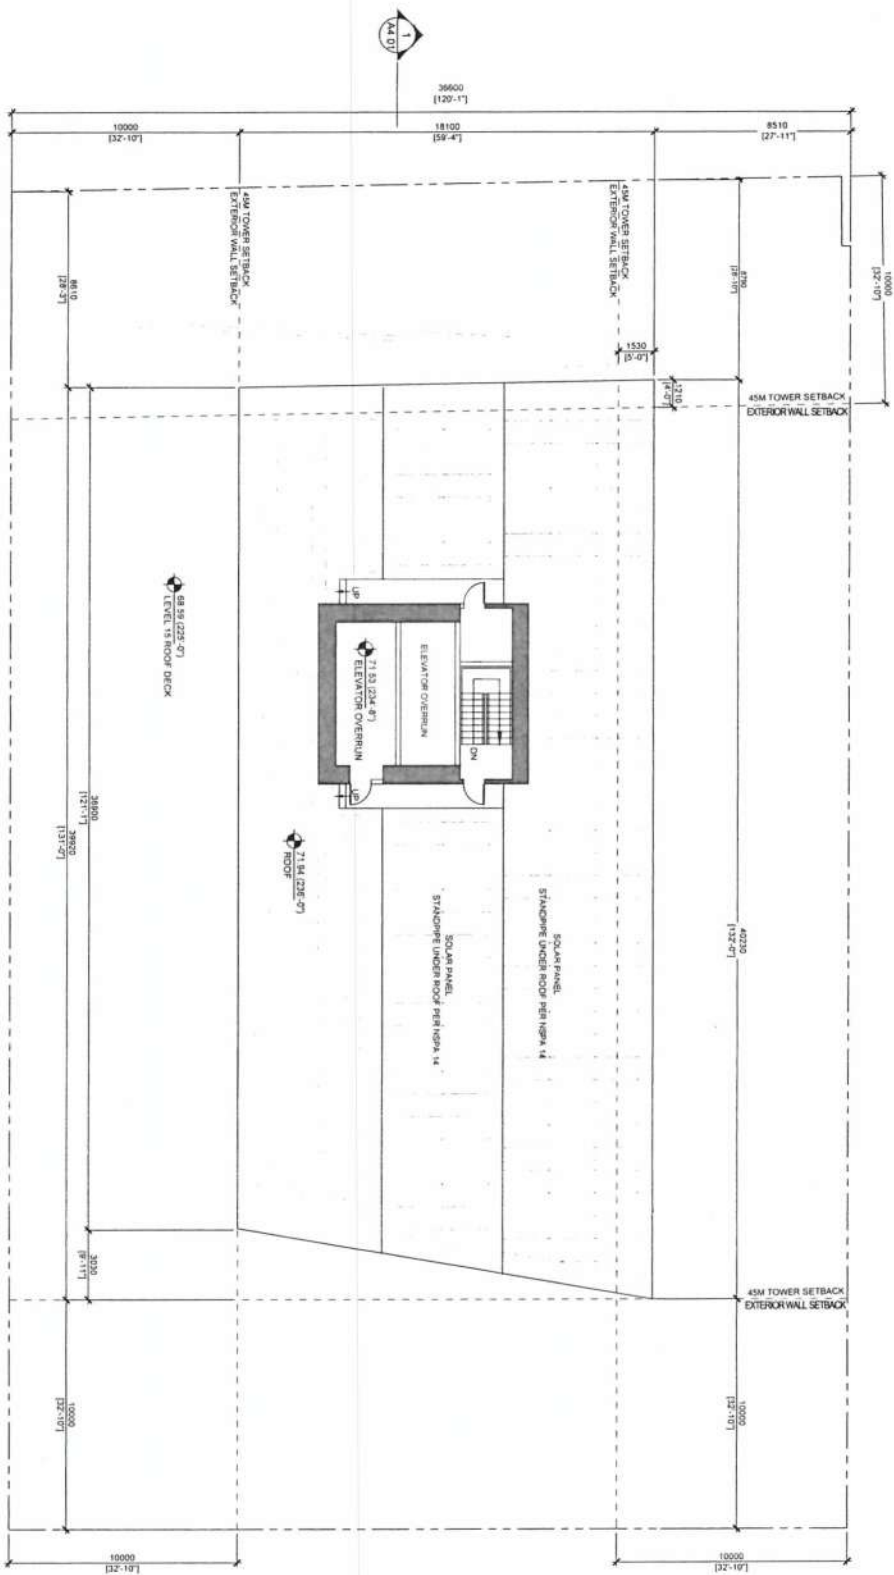 1
A4.01
36600
[120'-1"]
10000
[32'-10"]
18100
[59'-4"]
8510
[27'-11"]
45M TOWER SETBACK
EXTERIOR WALL SETBACK
45M TOWER SETBACK
EXTERIOR WALL SETBACK
8610
[28'-3"]
8790
[28'-10"]
10000
[32'-10"]
1530
[5'-0"]
1210
[4'-0"]
45M TOWER SETBACK
EXTERIOR WALL SETBACK
68.59 (225'-0")
LEVEL 15 ROOF DECK
UP
71.53 (234'-8")
ELEVATOR OVERRUN
ELEVATOR OVERRUN
DN
UP
71.94 (236'-0")
ROOF
SOLAR PANEL
STANDPIPE UNDER ROOF PER NSPA 14
SOLAR PANEL
STANDPIPE UNDER ROOF PER NSPA 14
36900
[121'-1"]
39920
[131'-0"]
40230
[132'-0"]
3030
[9'-11"]
45M TOWER SETBACK
EXTERIOR WALL SETBACK
10000
[32'-10"]
10000
[32'-10"]
10000
[32'-10"]
10000
[32'-10"]